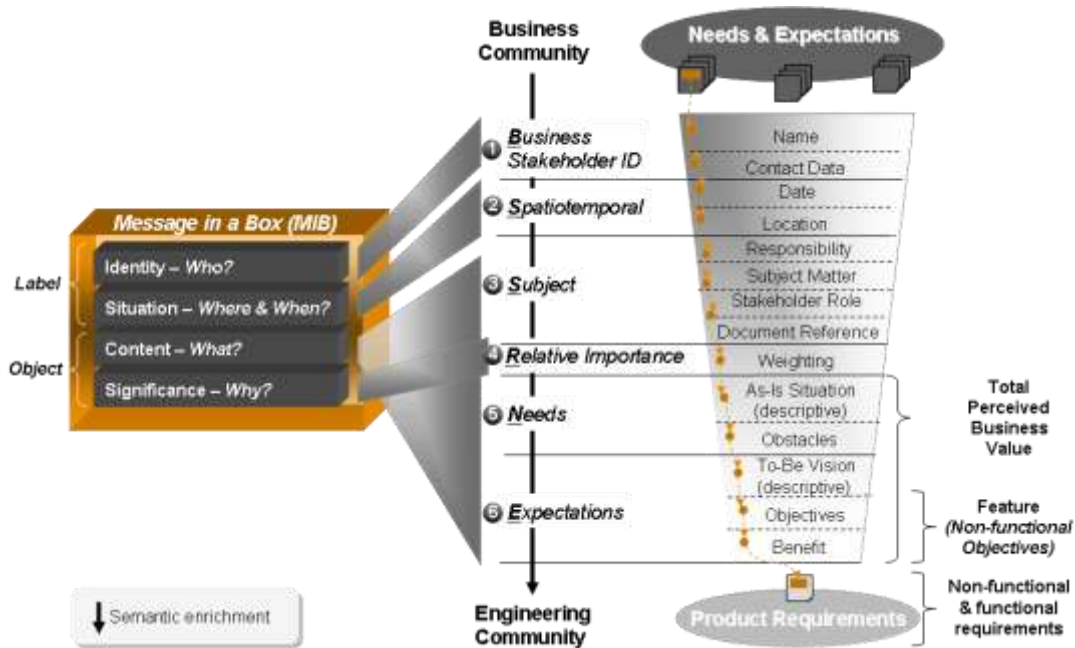 Business
Community
Needs & Expectations
1 Business
Stakeholder ID
2 Spatiotemporal
3 Subject
4 Relative Importance
5 Needs
6 Expectations
Engineering
Community
Message in a Box (MIB)
Label
Identity – Who?
Situation – Where & When?
Object
Content – What?
Significance – Why?
Name
Contact Data
Date
Location
Responsibility
Subject Matter
Stakeholder Role
Document Reference
Weighting
As-Is Situation
(descriptive)
Obstacles
To-Be Vision
(descriptive)
Objectives
Benefit
Product Requirements
Total
Perceived
Business
Value
Feature
(Non-functional
Objectives)
Non-functional
& functional
requirements
Semantic enrichment